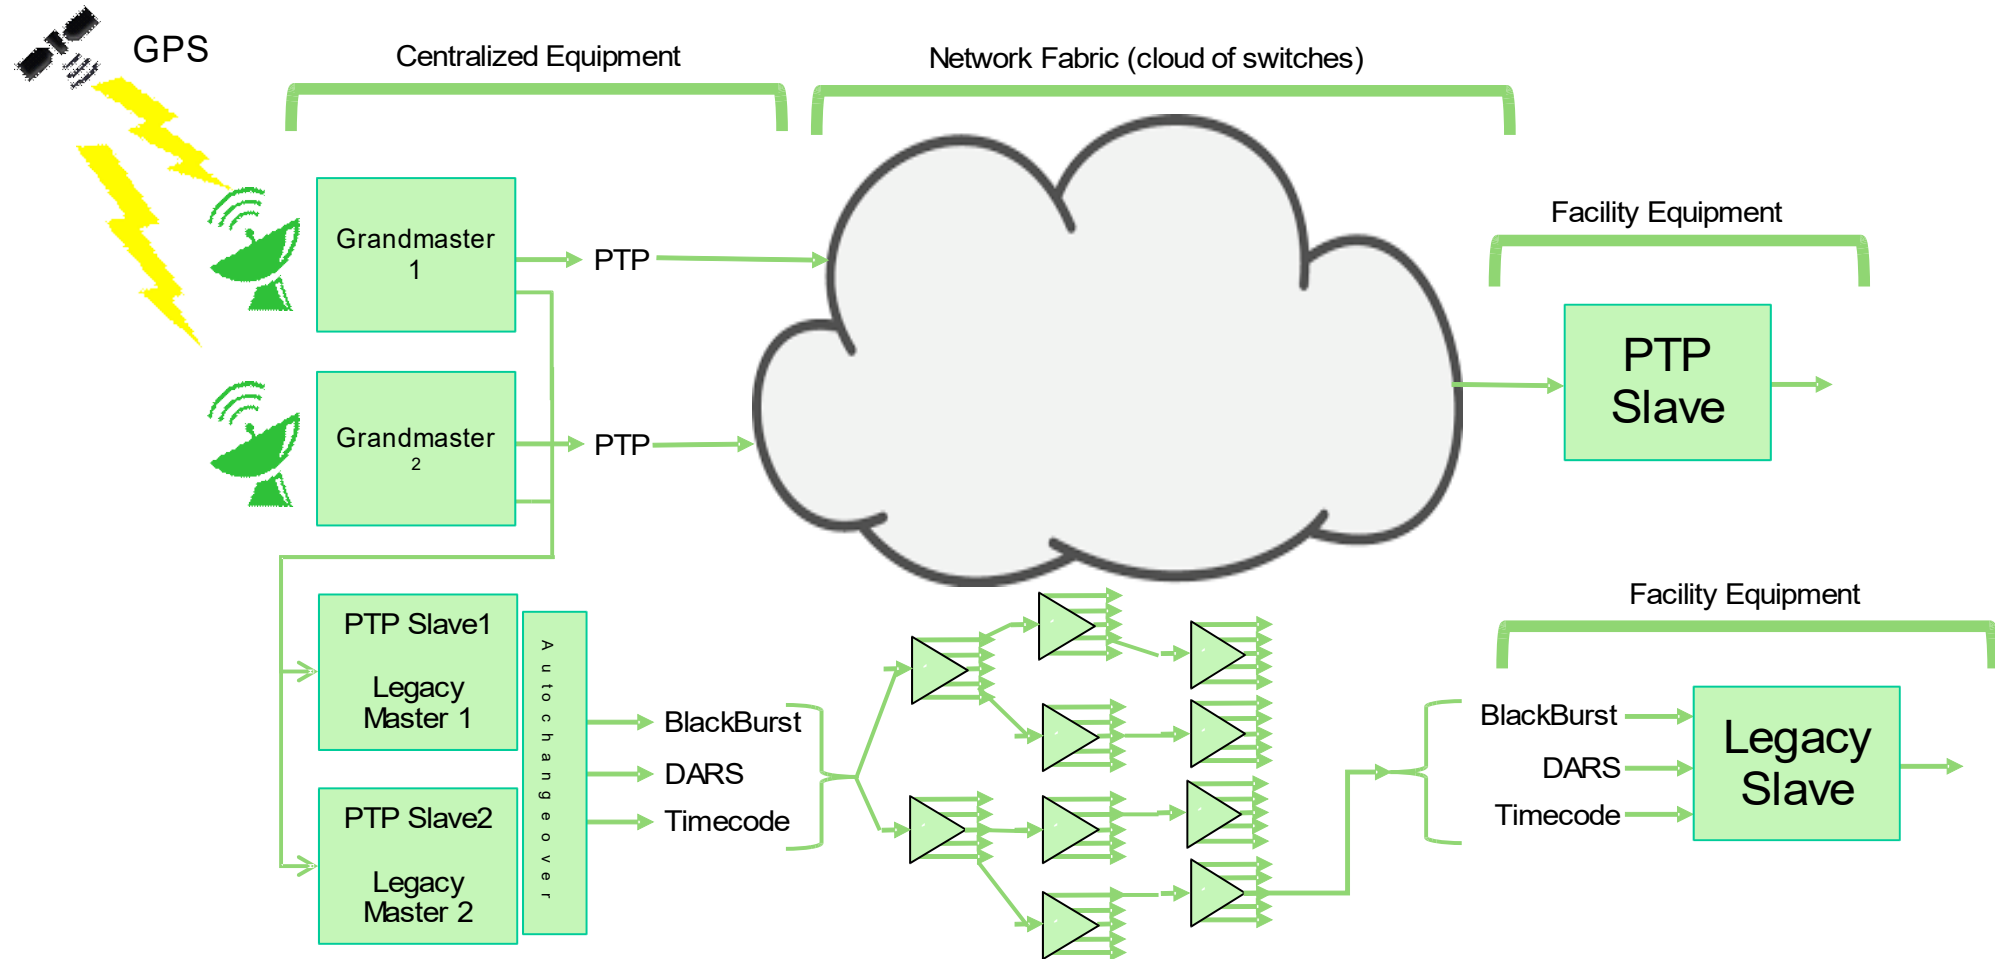 GPS
Centralized Equipment
Network Fabric (cloud of switches)
Grandmaster
1
PTP
Facility Equipment
PTP
Slave
Grandmaster
2
PTP
PTP Slave1
Legacy
Master 1
PTP Slave2
Legacy
Master 2
Autochangeover
BlackBurst
DARS
Timecode
Facility Equipment
BlackBurst
DARS
Timecode
Legacy
Slave